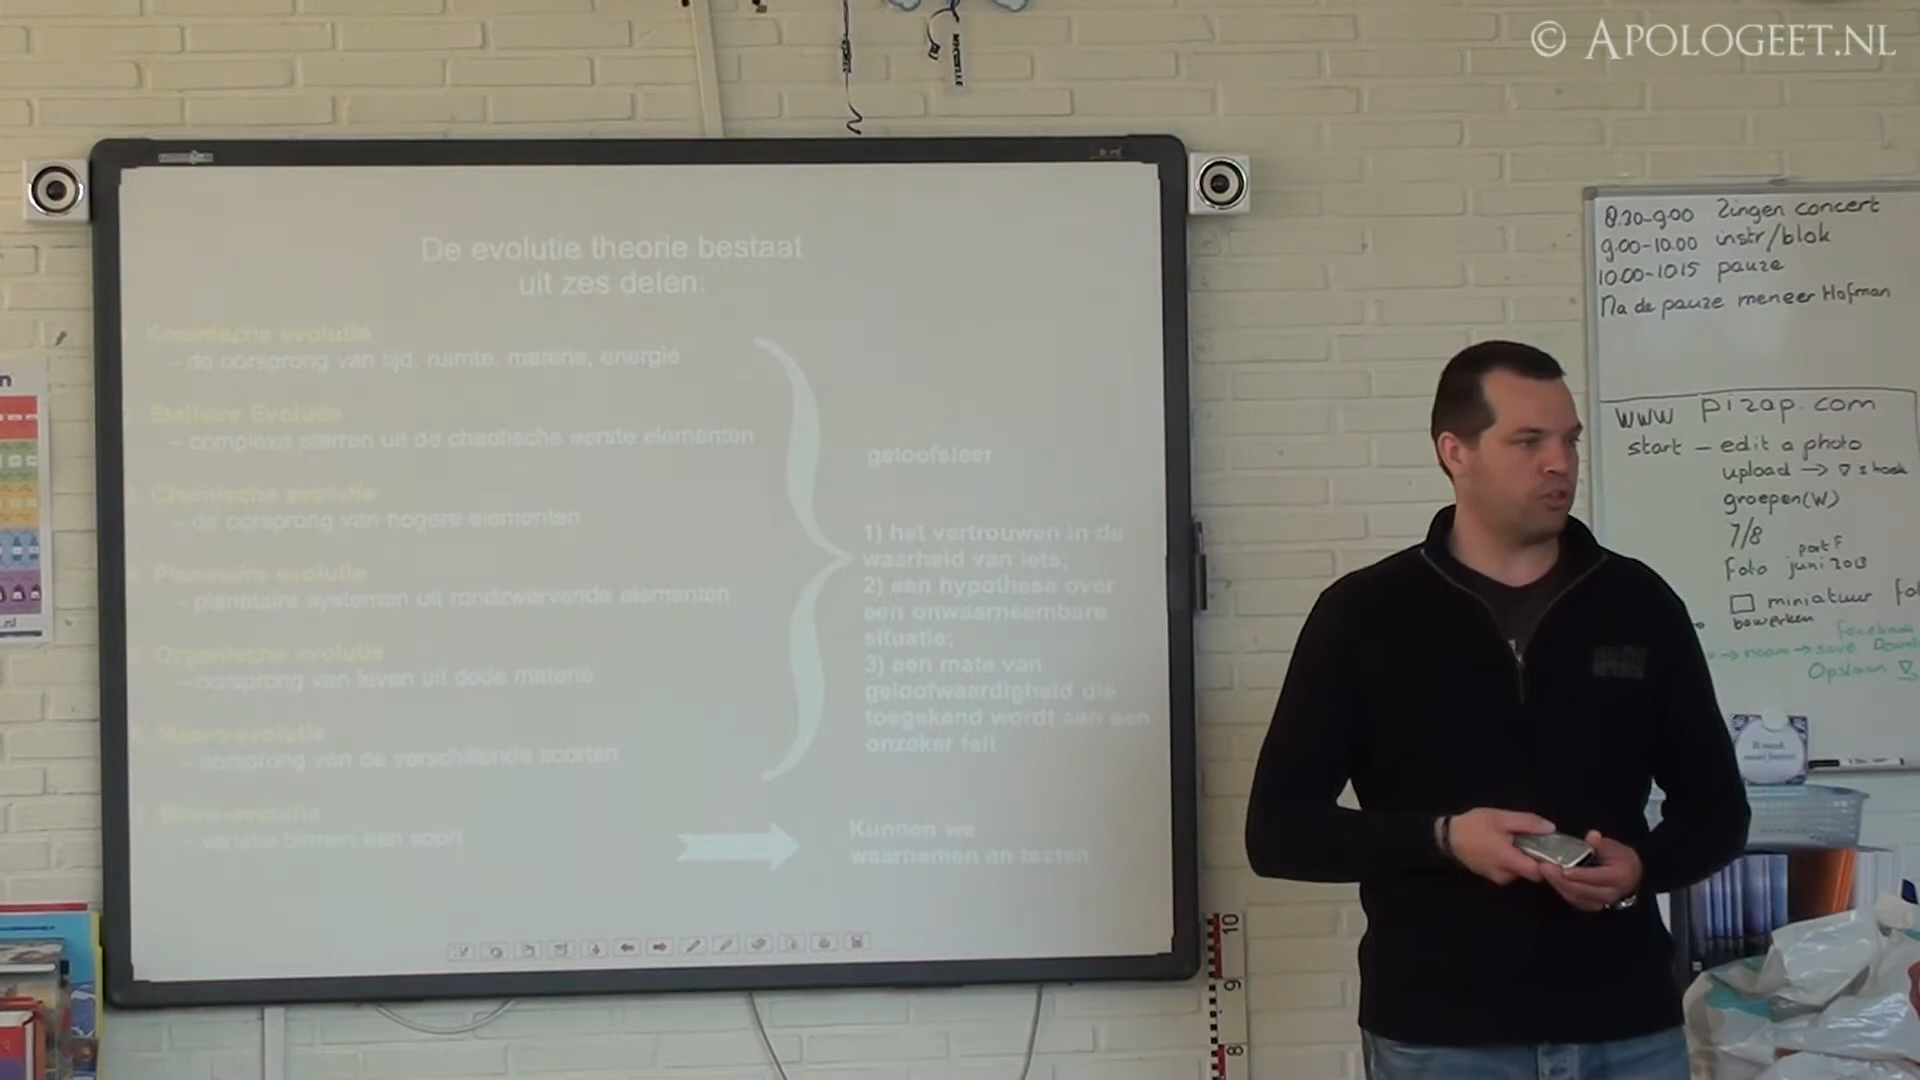 © APOLOGEET.NL
De evolutie theorie bestaat
uit zes delen:
Kosmische evolutie
– de oorsprong van tijd, ruimte, materie, energie
Stellaire Evolutie
– complexe sterren uit de chaotische eerste elementen
Chemische evolutie
– de oorsprong van hogere elementen
Planetaire evolutie
– planetaire systemen uit rondzwervende elementen
Organische evolutie
– oorsprong van leven uit dode materie
Macro-evolutie
– oorsprong van de verschillende soorten
Micro-evolutie
– variatie binnen een soort
geloofsleer
1) het vertrouwen in de
waarheid van iets;
2) een hypothese over
een onwaarneembare
situatie;
3) een mate van
geloofwaardigheid die
toegekend wordt aan een
onzeker feit
Kunnen we
waarnemen en testen
8.30-9.00 Zingen concert
9.00-10.00 instr/blok
10.00-10.15 pauze
Na de pauze meneer Hofman
www pizap.com
start – edit a photo
upload →
groepen(W)
7/8
foto juni 2013
miniatuur
bewerken
facebook
→ naam → save
Opslaan
10
9
8